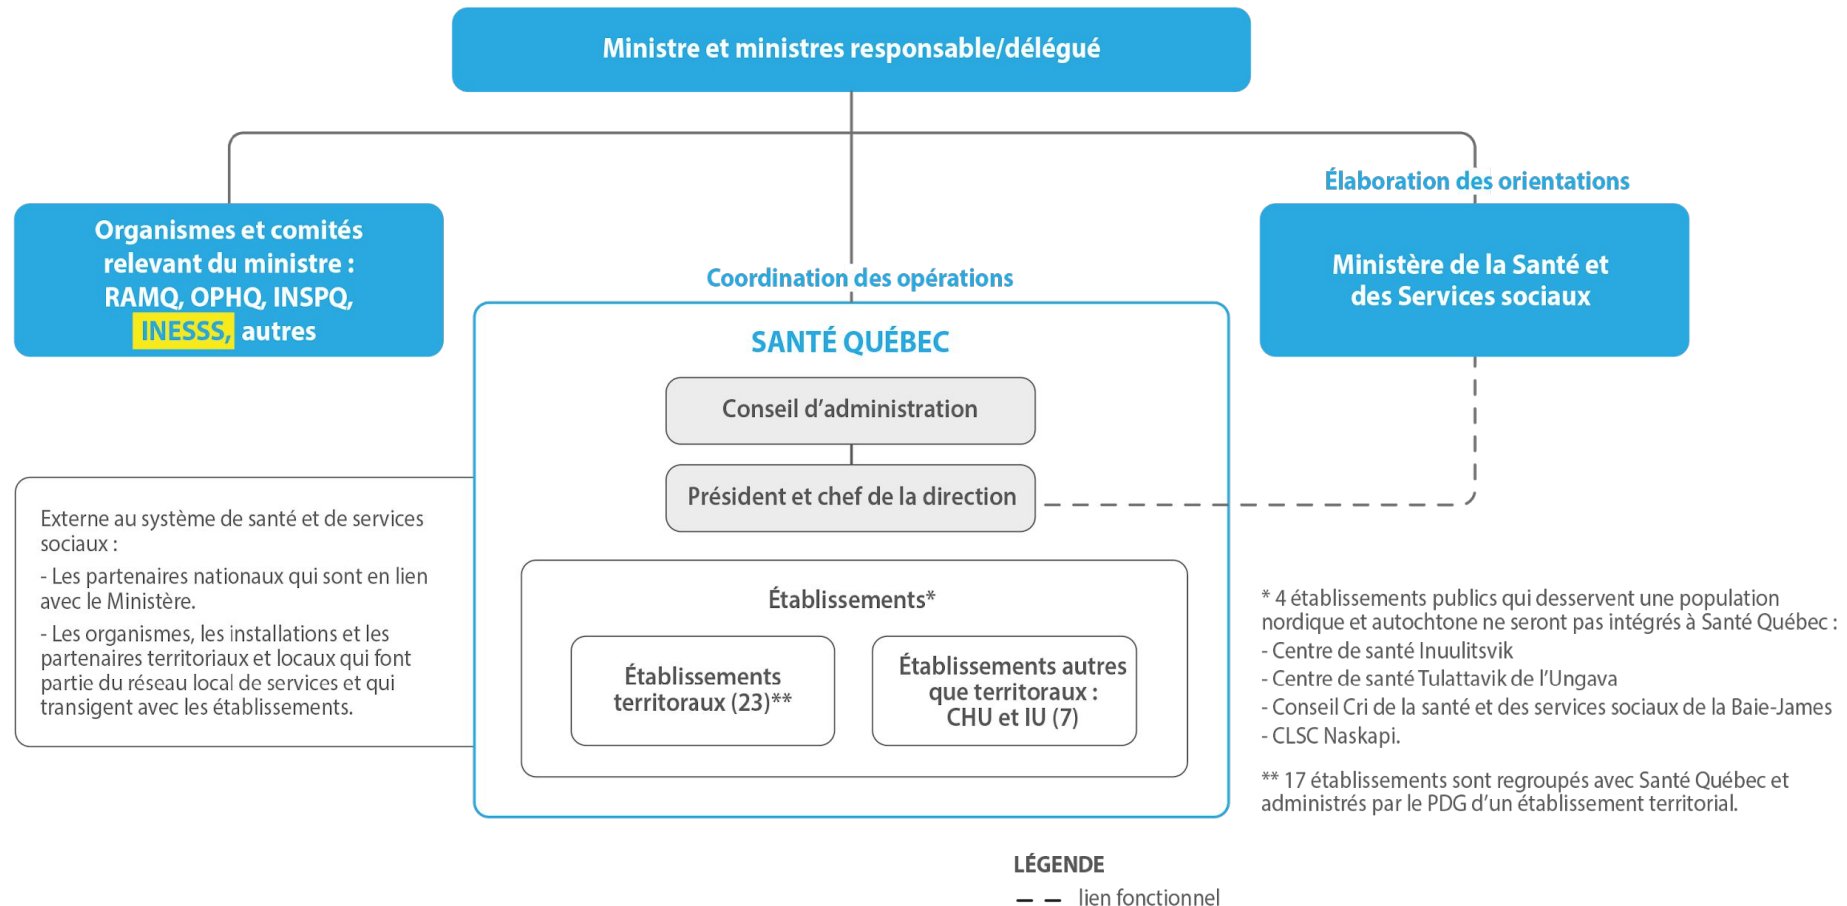 Ministre et ministres responsable/délégué
Élaboration des orientations
Organismes et comités
relevant du ministre :
RAMQ, OPHQ, INSPQ,
INESSS, autres
Ministère de la Santé et
des Services sociaux
Coordination des opérations
SANTÉ QUÉBEC
Conseil d’administration
Président et chef de la direction
Externe au système de santé et de services
sociaux :
- Les partenaires nationaux qui sont en lien
avec le Ministère.
- Les organismes, les installations et les
partenaires territoriaux et locaux qui font
partie du réseau local de services et qui
transigent avec les établissements.
Établissements*
Établissements
territoraux (23)**
Établissements autres
que territoraux :
CHU et IU (7)
* 4 établissements publics qui desservent une population
nordique et autochtone ne seront pas intégrés à Santé Québec :
- Centre de santé Inuulitsvik
- Centre de santé Tulattavik de l’Ungava
- Conseil Cri de la santé et des services sociaux de la Baie-James
- CLSC Naskapi.
** 17 établissements sont regroupés avec Santé Québec et
administrés par le PDG d’un établissement territorial.
LÉGENDE
lien fonctionnel